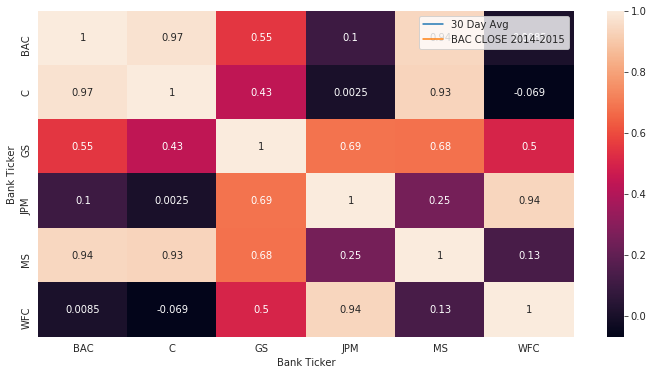 30 Day Avg
BAC CLOSE 2014-2015
Bank Ticker
BAC 1 0.97 0.55 0.1
C 0.97 1 0.43 0.0025 0.93 -0.069
GS 0.55 0.43 1 0.69 0.68 0.5
JPM 0.1 0.0025 0.69 1 0.25 0.94
MS 0.94 0.93 0.68 0.25 1 0.13
WFC 0.0085 -0.069 0.5 0.94 0.13 1
BAC C GS JPM MS WFC
Bank Ticker
1.0
0.8
0.6
0.4
0.2
0.0